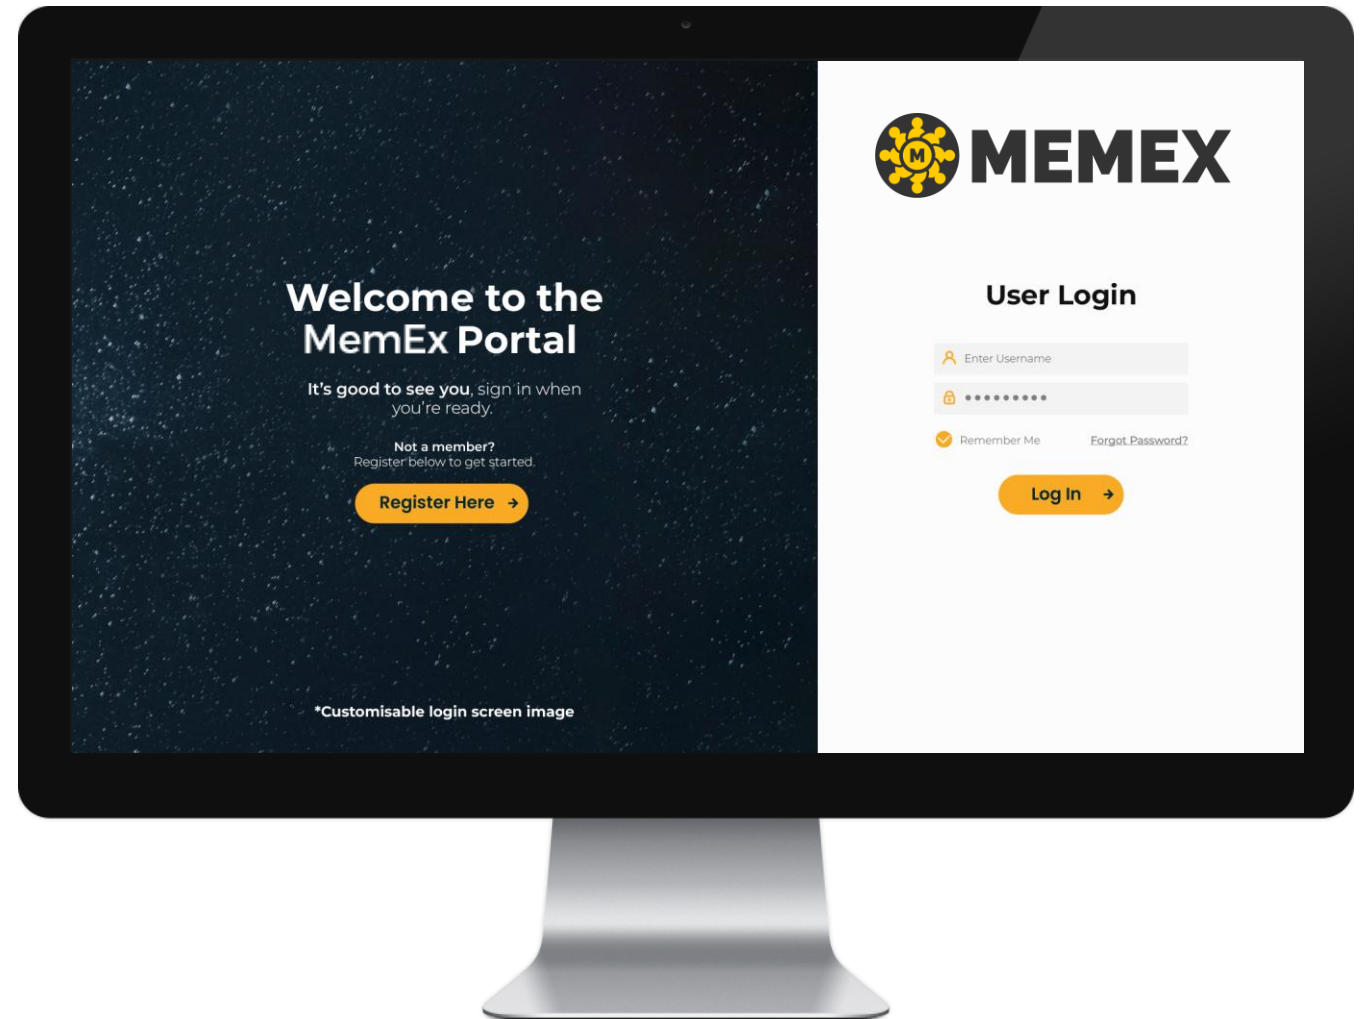 Welcome to the
MemEx Portal
It's good to see you, sign in when
you're ready.
Not a member?
Register below to get started.
Register Here
*Customisable login screen image
M MEMEX
User Login
Enter Username
Remember Me Forgot Password?
Log In